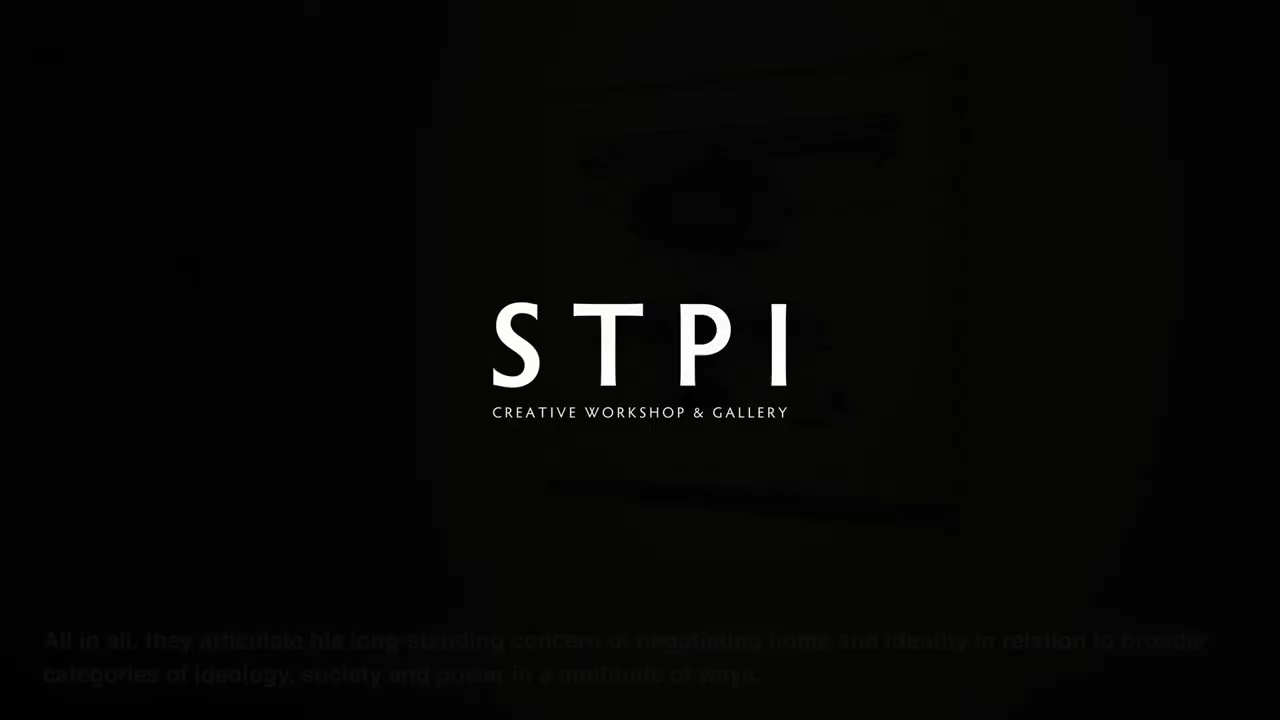 STPI
CREATIVE WORKSHOP & GALLERY
All in all, they articulate his long-standing concern of negotiating home and identity in relation to broader
categories of ideology, society and power in a multitude of ways.